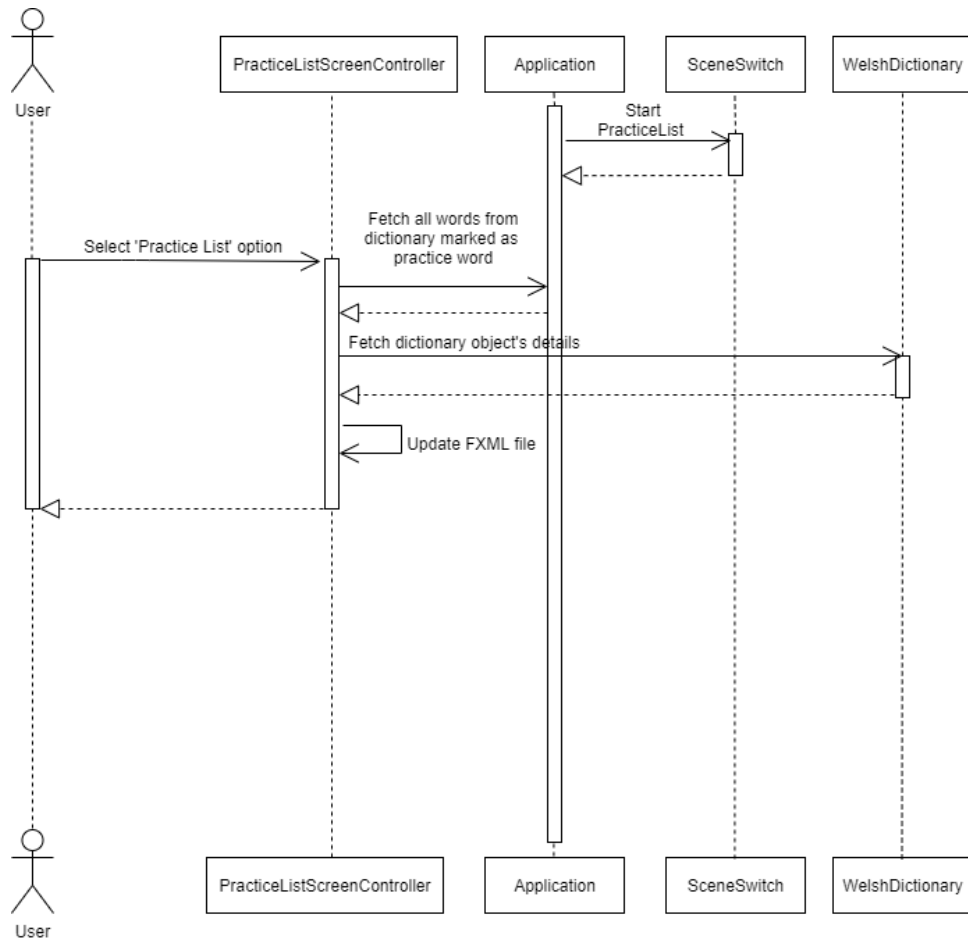 User
PracticeListScreenController
Application
SceneSwitch
WelshDictionary
Start
PracticeList
Fetch all words from
dictionary marked as
practice word
Select 'Practice List' option
Fetch dictionary object's details
Update FXML file
PracticeListScreenController
Application
SceneSwitch
WelshDictionary
User